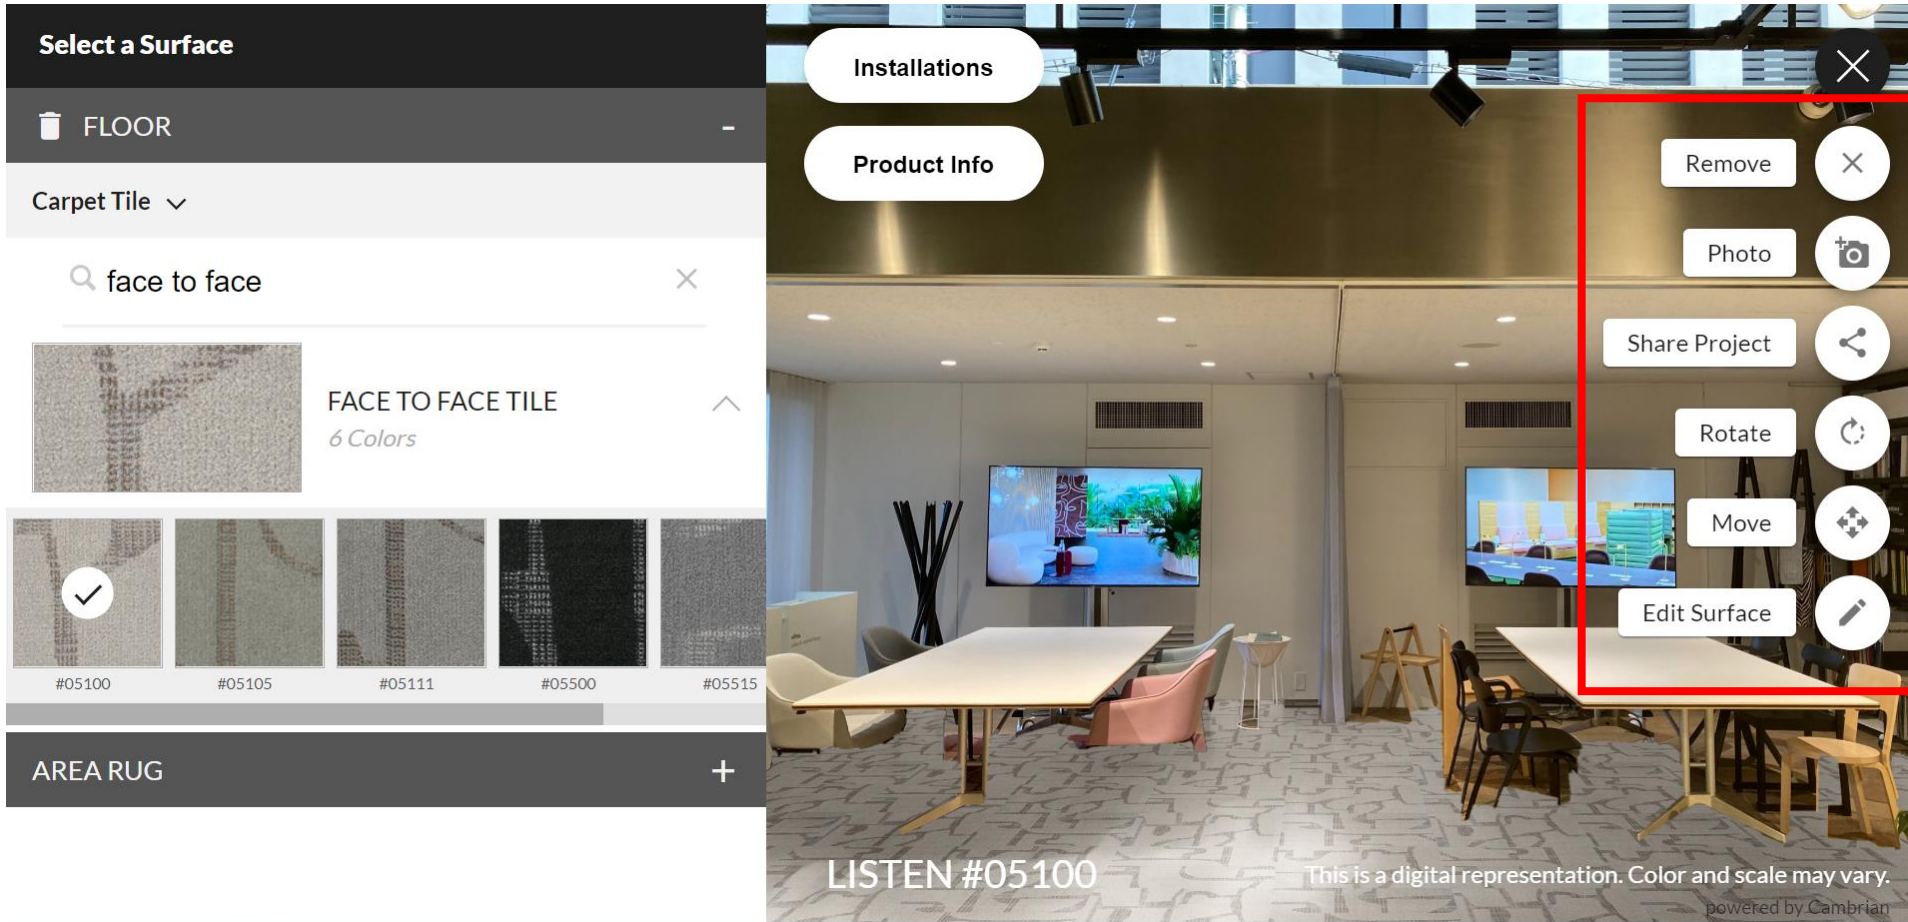 Select a Surface
FLOOR
-
Carpet Tile
face to face
FACE TO FACE TILE
6 Colors
#05100
#05105
#05111
#05500
#05515
AREA RUG
+
Installations
Product Info
Remove
Photo
Share Project
Rotate
Move
Edit Surface
LISTEN #05100
This is a digital representation. Color and scale may vary.
powered by Cambrian